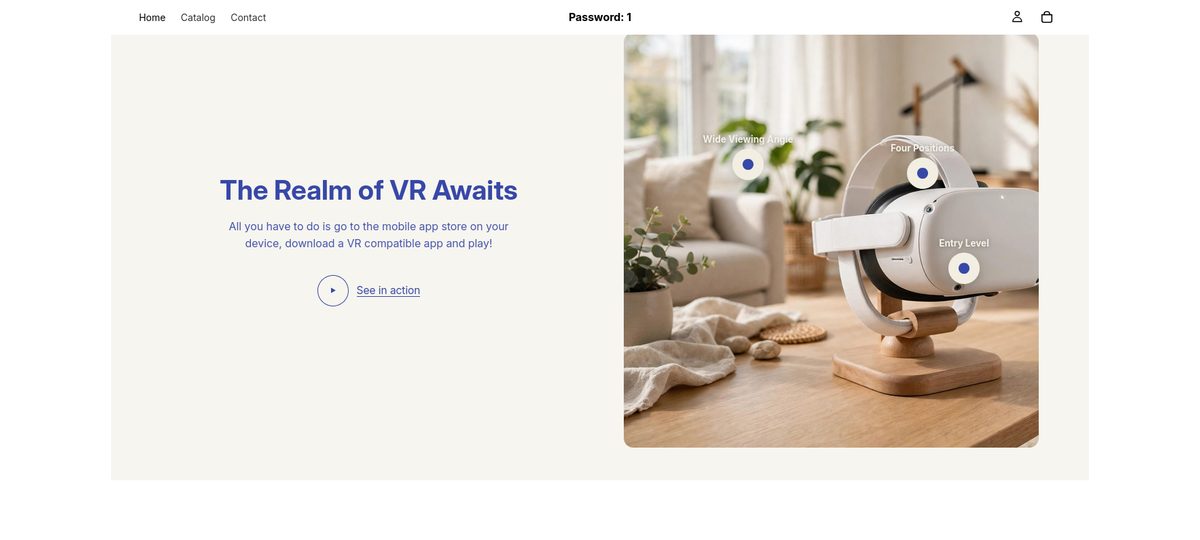 Home Catalog Contact Password: 1
Wide Viewing Angle
Four Positions
The Realm of VR Awaits
All you have to do is go to the mobile app store on your
device, download a VR compatible app and play!
Entry Level
See in action